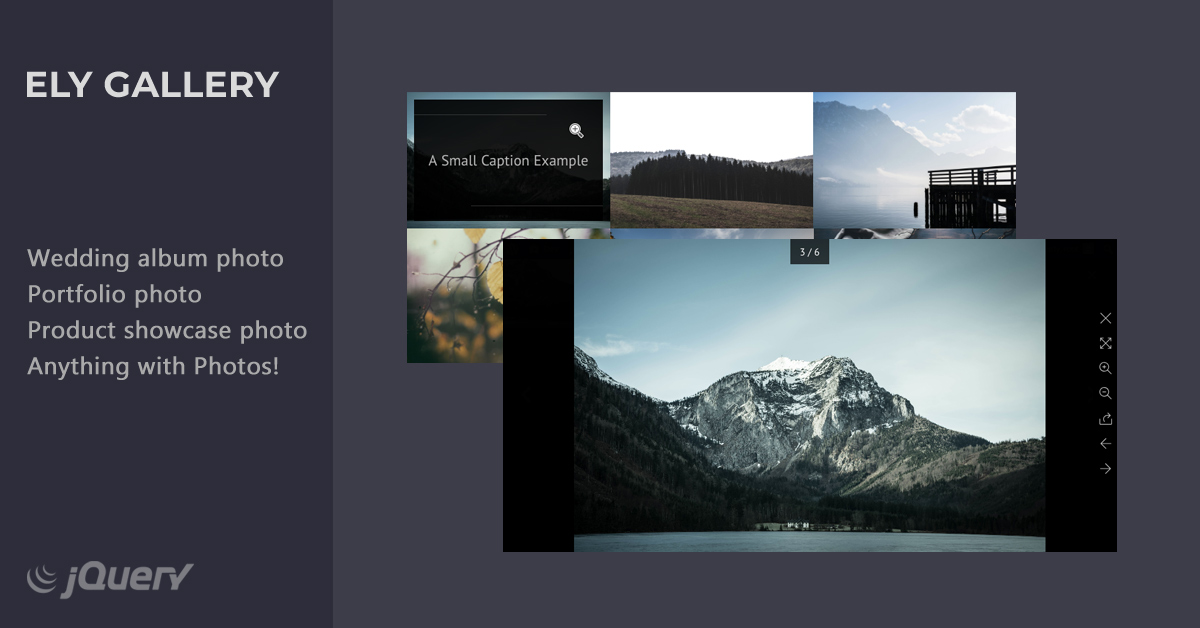 ELY GALLERY
Wedding album photo
Portfolio photo
Product showcase photo
Anything with Photos!
jQuery
A Small Caption Example
3 / 6